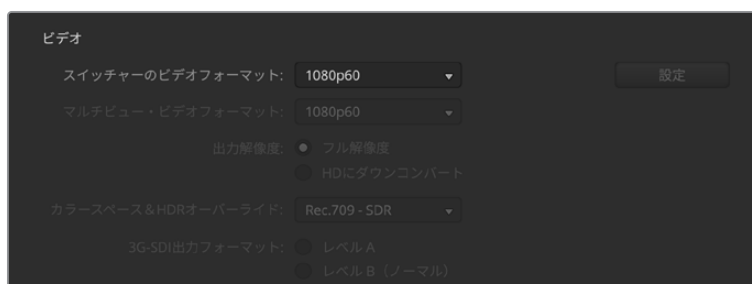 ビデオ
スイッチャーのビデオフォーマット: 1080p60 設定
マルチビュー・ビデオフォーマット: 1080p60
出力解像度: フル解像度
HDにダウンコンバート
カラースペース＆HDRオーバーライド: Rec.709 - SDR
3G-SDI出力フォーマット: レベル A
レベル B（ノーマル）